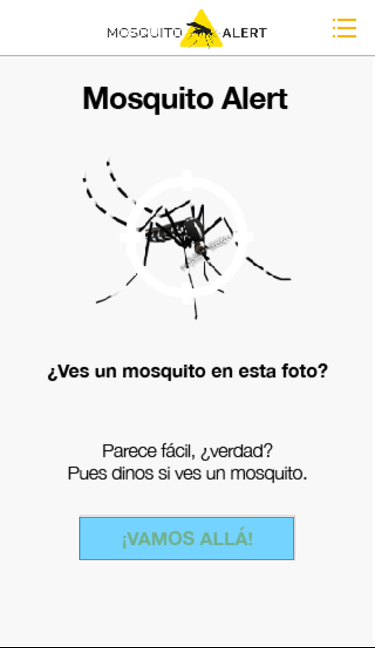 MOSQUITO ALERT
Mosquito Alert
¿Ves un mosquito en esta foto?
Parece fácil, ¿verdad?
Pues dinos si ves un mosquito.
¡VAMOS ALLÁ!